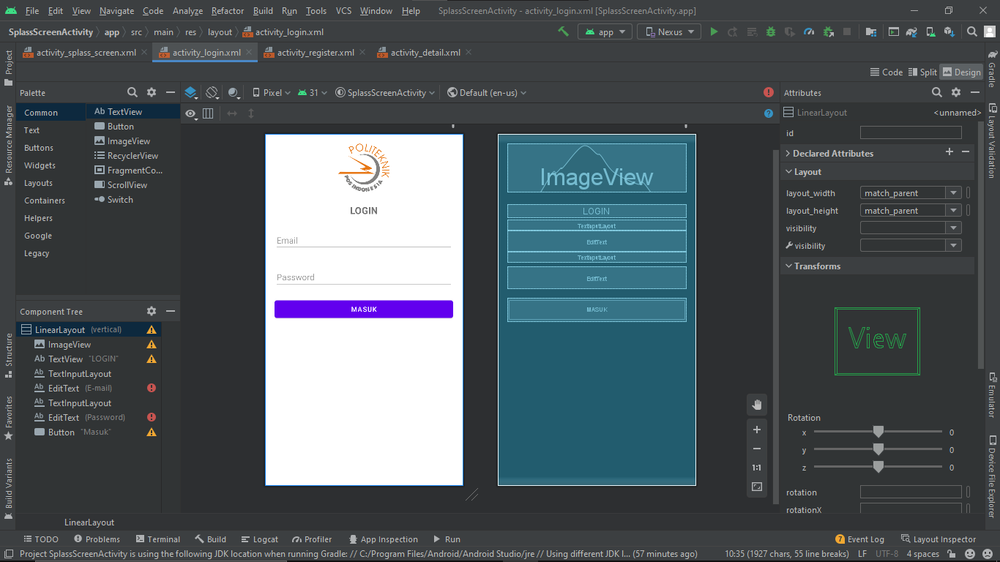 File Edit View Navigate Code Analyze Refactor Build Run Tools VCS Window Help SplassScreenActivity - activity_login.xml [SplassScreenActivity.app]
SplassScreenActivity app src main res layout activity_login.xml app Nexus
activity_splass_screen.xml activity_login.xml activity_register.xml activity_detail.xml
Code Split Design
Project
Resource Manager
Structure
Favorites
Build Variants
Palette
Common
Text
Buttons
Widgets
Layouts
Containers
Helpers
Google
Legacy
Ab TextView
Button
ImageView
RecyclerView
FragmentCo...
ScrollView
Switch
Component Tree
LinearLayout (vertical)
ImageView
Ab TextView "LOGIN"
Ab TextInputLayout
Ab EditText (E-mail)
Ab TextInputLayout
Ab EditText (Password)
Button "Masuk"
Pixel 31 SplassScreenActivity Default (en-us)
POLITEKNIK
POS INDONESIA
LOGIN
Email
Password
MASUK
ImageView
LOGIN
TextInputLayout
EditText
TextInputLayout
EditText
MASUK
1:1
Attributes
LinearLayout <unnamed>
id
Declared Attributes
Layout
layout_width match_parent
layout_height match_parent
visibility
visibility
Transforms
View
Rotation
x 0
y 0
z 0
rotation
rotationX
Gradle
Layout Validation
Emulator
Device File Explorer
LinearLayout
TODO Problems Terminal Build Logcat Profiler App Inspection Run 7 Event Log Layout Inspector
Project SplassScreenActivity is using the following JDK location when running Gradle: // C:/Program Files/Android/Android Studio/jre // Using different JDK l... (57 minutes ago) 10:35 (1927 chars, 55 line breaks) LF UTF-8 4 spaces